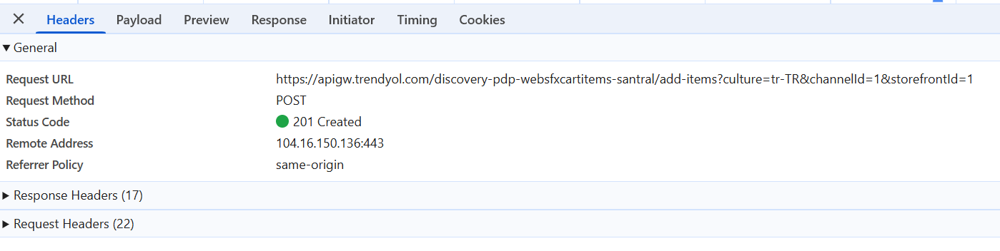 Headers Payload Preview Response Initiator Timing Cookies
General
Request URL https://apigw.trendyol.com/discovery-pdp-websfxcartitems-santral/add-items?culture=tr-TR&channelId=1&storefrontId=1
Request Method POST
Status Code 201 Created
Remote Address 104.16.150.136:443
Referrer Policy same-origin
Response Headers (17)
Request Headers (22)